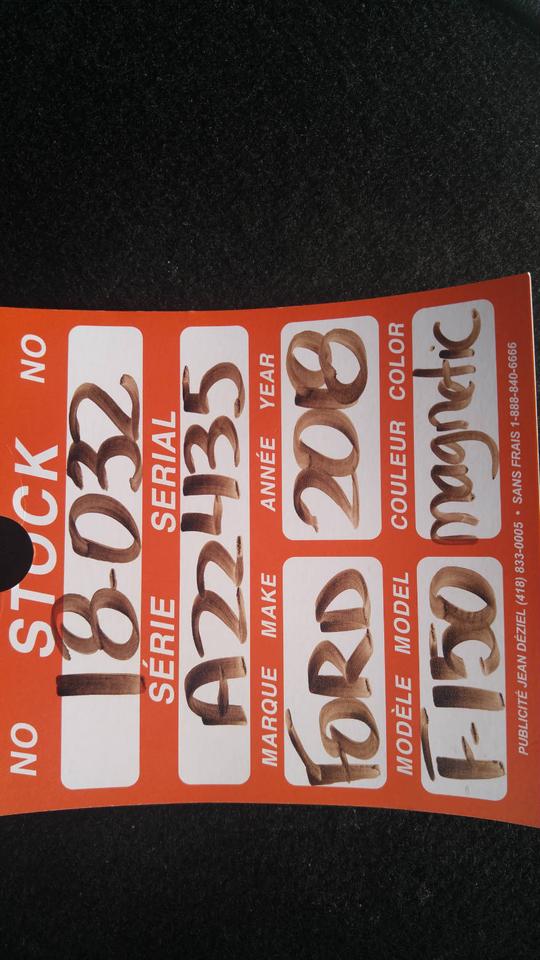 NO STOCK NO
18-032
SÉRIE SERIAL
A22435
MARQUE MAKE ANNÉE YEAR
FORD 2018
MODÈLE MODEL COULEUR COLOR
F-150 magnetic
PUBLICITÉ JEAN DÉZIEL (418) 833-0005 • SANS FRAIS 1-888-840-6666